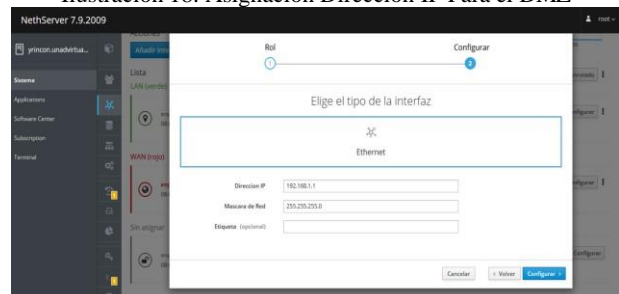 Ilustración 18. Asignación Dirección IP Para el DMZ
NethServer 7.9.2009
root
yrincon.unadvirtua...
Sistema
Applications
Software Center
Subscription
Terminal
Acciones
Lista
LAN (verde)
WAN (rojo)
Sin asignar
Rol
Configurar
1
2
Elige el tipo de la interfaz
Ethernet
Direccion IP
192.168.1.1
Mascara de Red
255.255.255.0
Etiqueta (opcional)
Cancelar
< Volver
Configurar >
Configurar